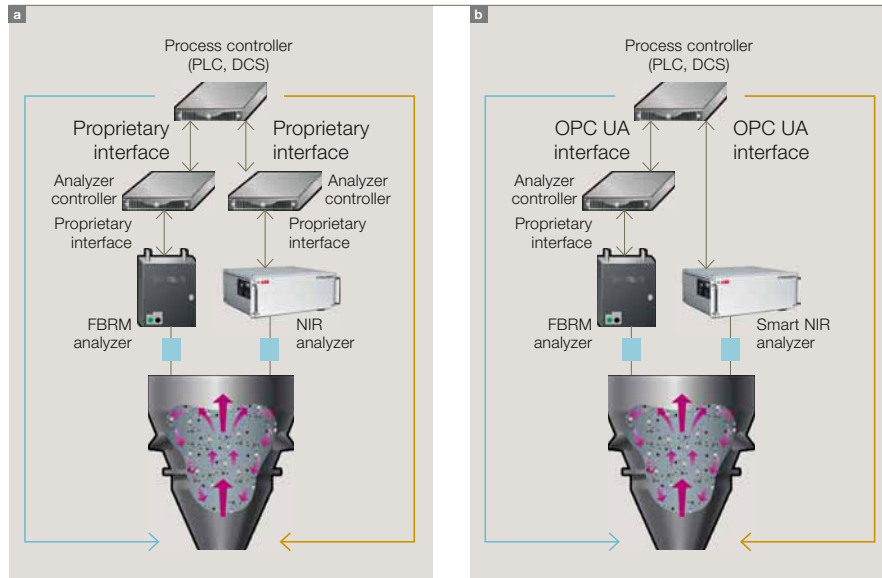 a
Process controller
(PLC, DCS)
Proprietary
interface
Proprietary
interface
Analyzer
controller
Analyzer
controller
Proprietary
interface
Proprietary
interface
FBRM
analyzer
NIR
analyzer
b
Process controller
(PLC, DCS)
OPC UA
interface
OPC UA
interface
Analyzer
controller
Proprietary
interface
FBRM
analyzer
Smart NIR
analyzer